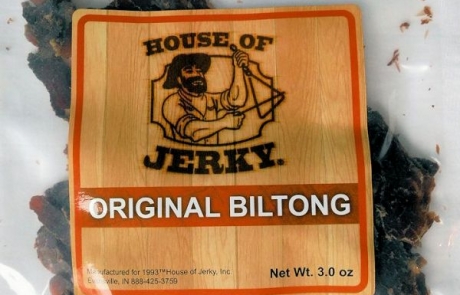 HOUSE OF
JERKY.
ORIGINAL BILTONG
Manufactured for 1993™House of Jerky, Inc
IN 888-425-3759
Net Wt. 3.0 oz